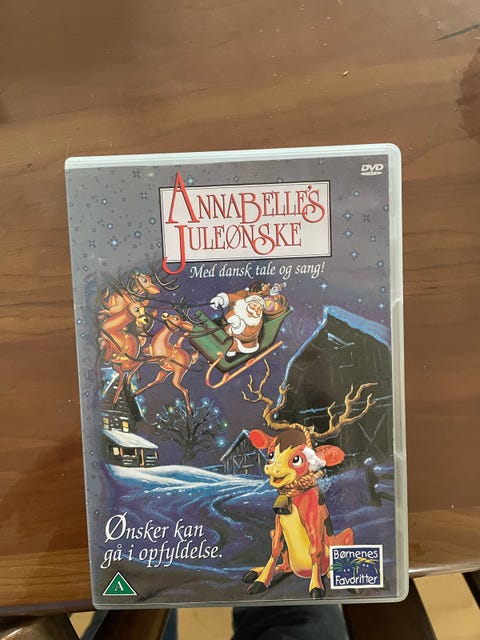 DVD
ANNABELLE'S
JULEØNSKE
Med dansk tale og sang!
Ønsker kan
gå i opfyldelse.
A
Børnenes
Favoritter